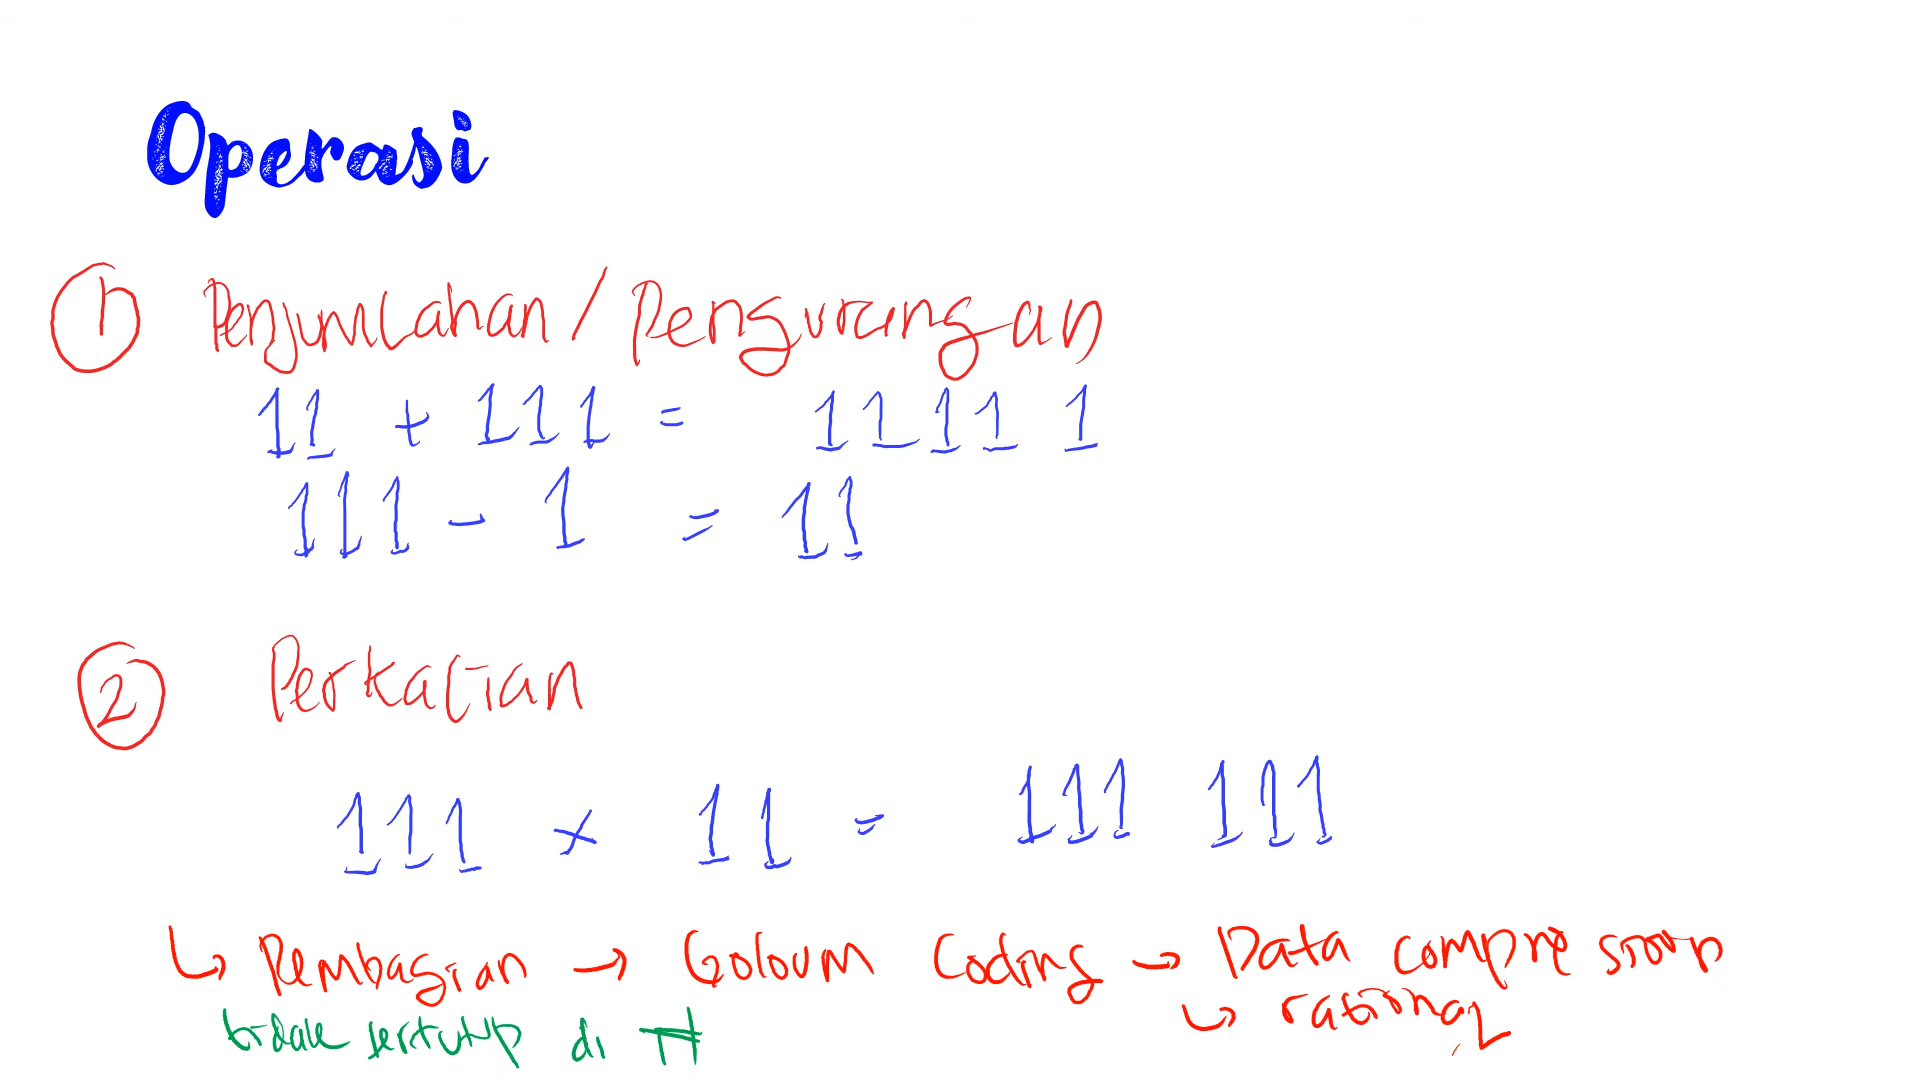 Operasi
1 Penjumlahan / Pengurangan
11 + 111 = 11111
111 - 1 = 11
2 Perkalian
111 x 11 = 111 111
↳ Pembagian → Goloum Coding → Data compression
↳ rational
tidak tertutup di